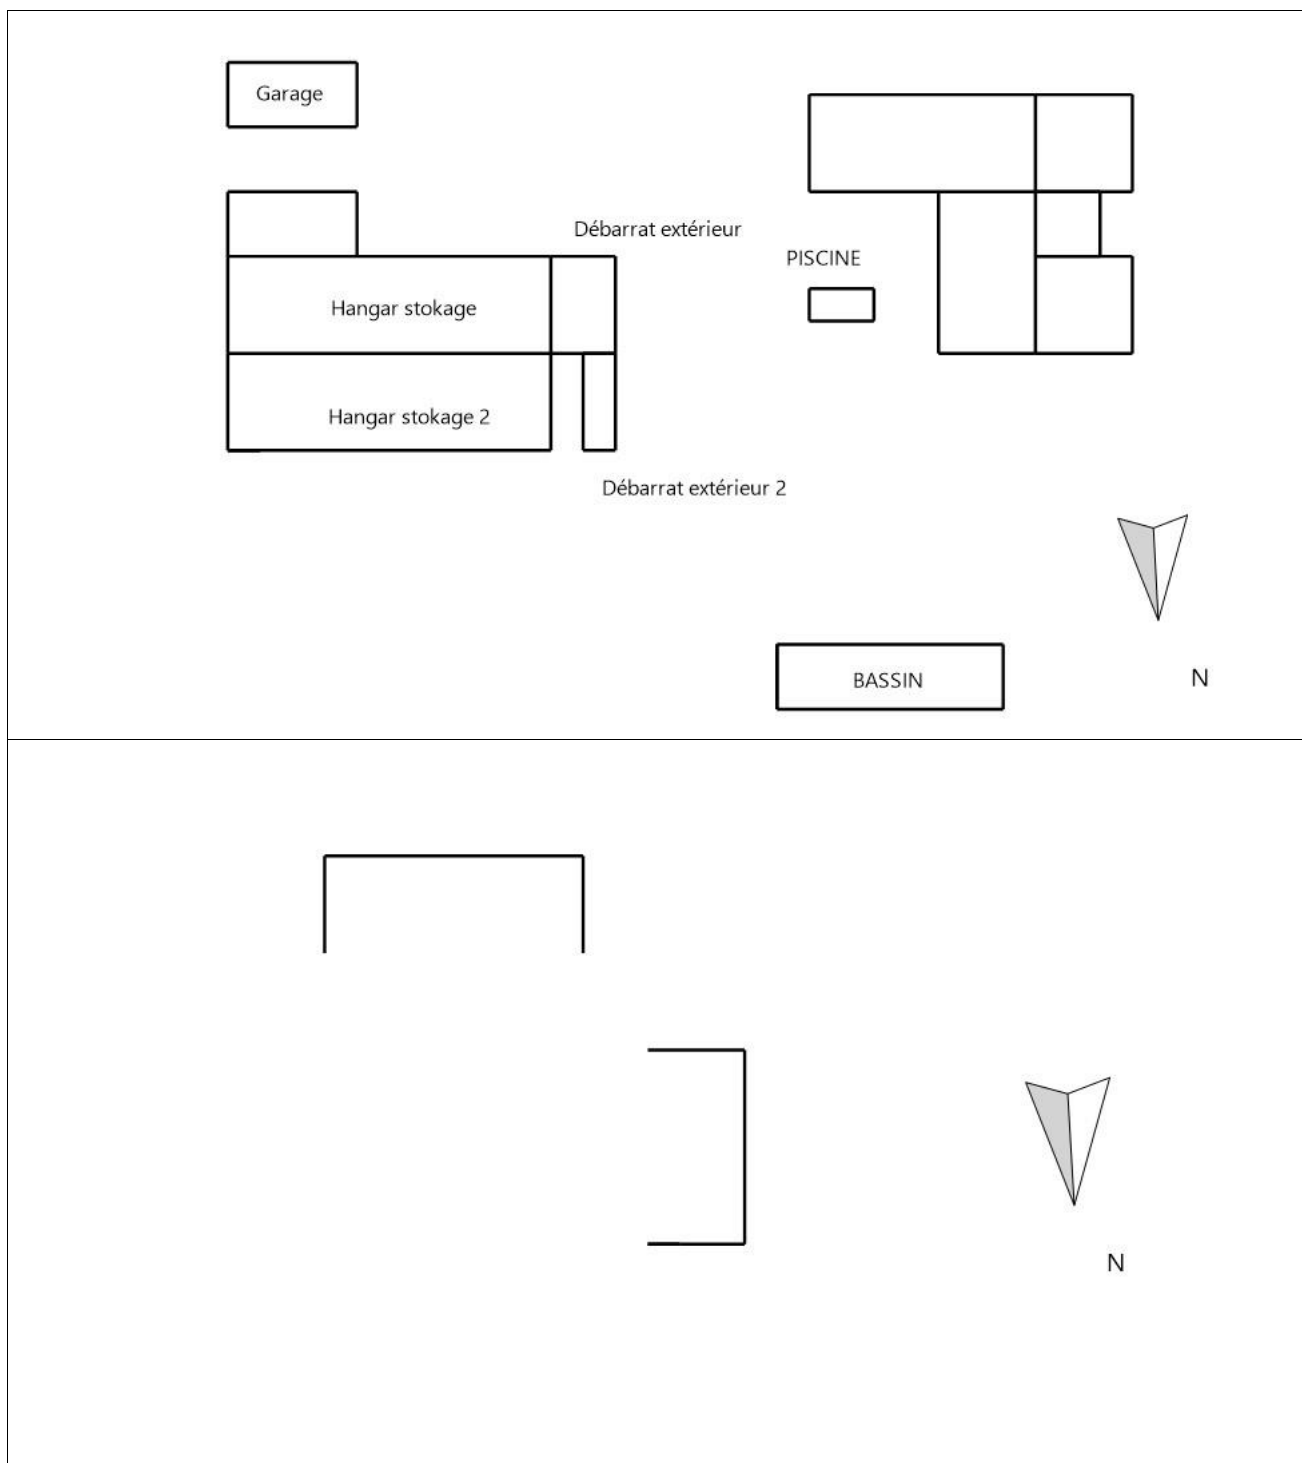 Garage
Débarrat extérieur
PISCINE
Hangar stokage
Hangar stokage 2
Débarrat extérieur 2
BASSIN
N
N